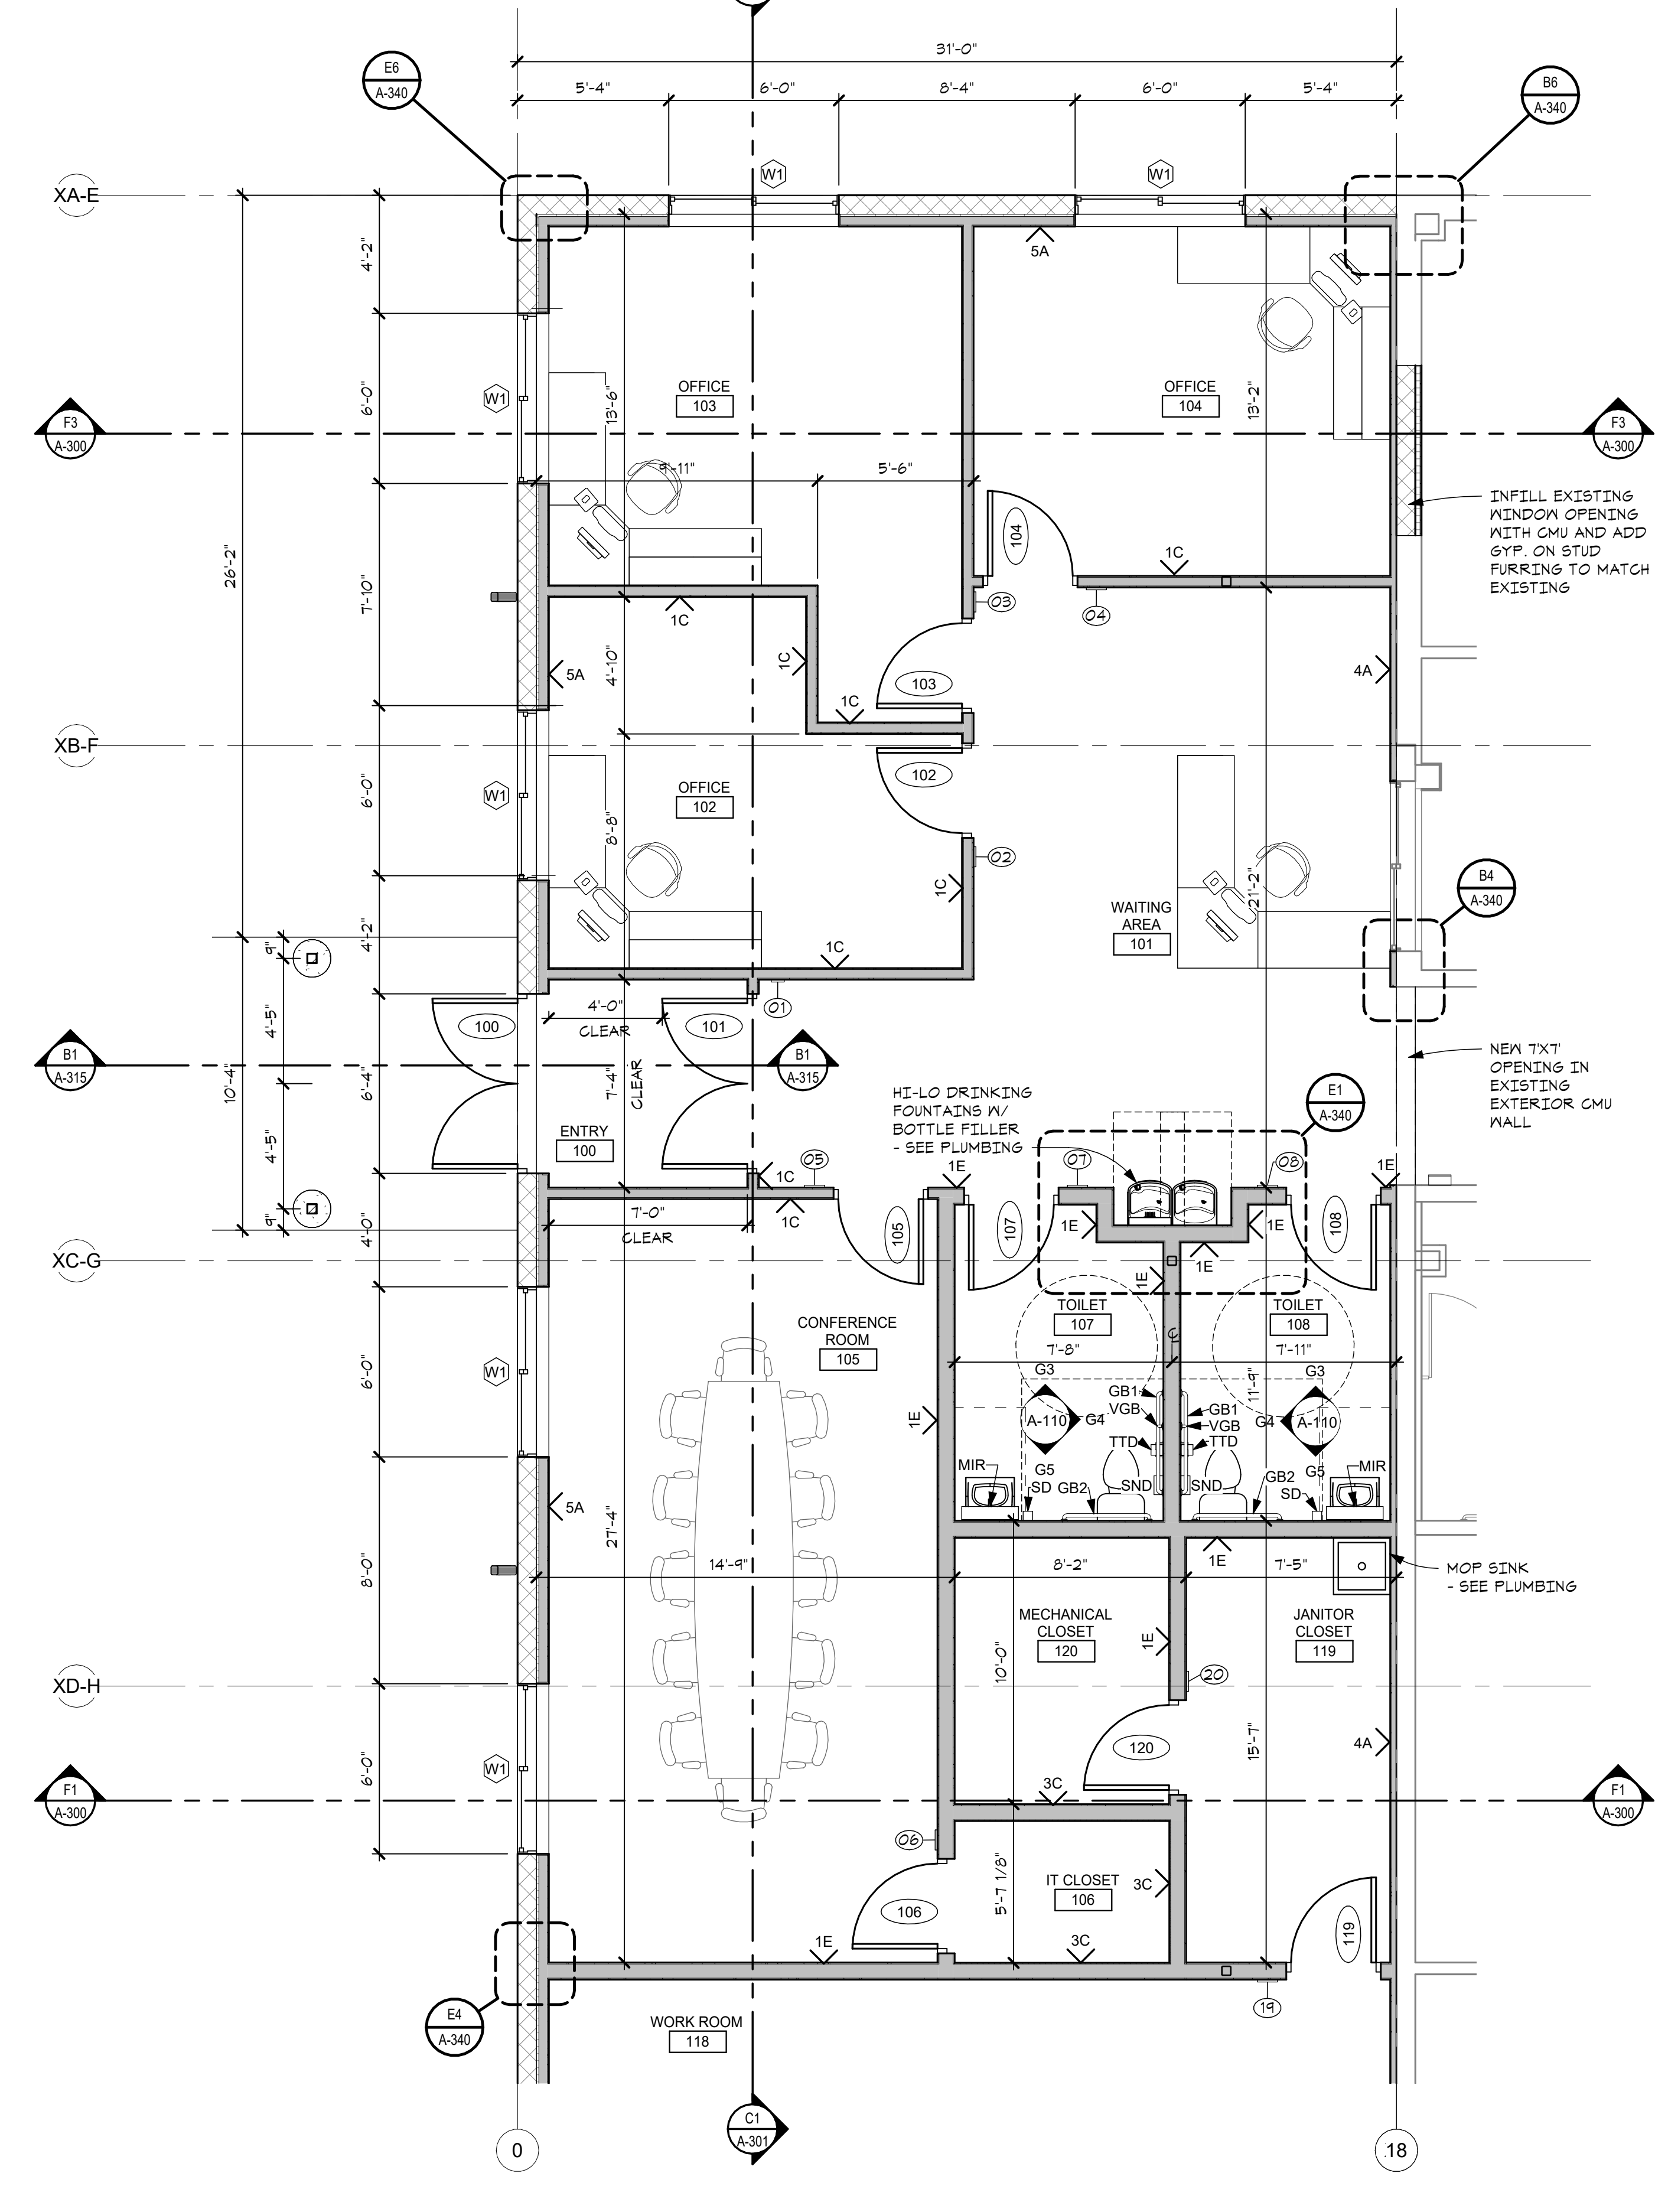 31'-0"
E6
A-340
B6
A-340
5'-4"
6'-0"
8'-4"
6'-0"
5'-4"
W1
W1
XA-E
4'-2"
5A
OFFICE
103
OFFICE
104
13'-6"
13'-2"
6'-0"
W1
F3
A-300
F3
A-300
9'-11"
5'-6"
104
INFILL EXISTING
WINDOW OPENING
WITH CMU AND ADD
GYP. ON STUD
FURRING TO MATCH
EXISTING
26'-2"
7'-10"
1C
1C
03
04
5A
4'-10"
1C
103
4A
1C
XB-F
102
6'-0"
W1
OFFICE
102
8'-8"
02
1C
21'-2"
B4
A-340
WAITING
AREA
101
4'-2"
9"
1C
01
4'-0"
CLEAR
100
101
4'-5"
B1
A-315
B1
A-315
10'-4"
6'-4"
7'-4"
CLEAR
NEW 7'X7'
OPENING IN
EXISTING
EXTERIOR CMU
WALL
HI-LO DRINKING
FOUNTAINS W/
BOTTLE FILLER
- SEE PLUMBING
E1
A-340
4'-5"
ENTRY
100
1C
05
1E
07
08
1E
9"
4'-0"
7'-0"
CLEAR
1C
105
107
1E
1E
108
XC-G
1E
1E
TOILET
107
TOILET
108
CONFERENCE
ROOM
105
6'-0"
W1
7'-8"
7'-11"
G3
G3
11'-9"
1E
A-110
G4
GB1
VGB
TTD
GB1
VGB
TTD
G4
A-110
MIR
G5
SD
GB2
SND
SND
GB2
G5
SD
MIR
5A
27'-4"
8'-0"
14'-9"
8'-2"
1E
7'-5"
MOP SINK
- SEE PLUMBING
MECHANICAL
CLOSET
120
JANITOR
CLOSET
119
1E
10'-0"
20
XD-H
120
15'-7"
4A
6'-0"
W1
F1
A-300
F1
A-300
3C
06
IT CLOSET
106
3C
5'-7 1/8"
106
119
1E
3C
19
E4
A-340
WORK ROOM
118
C1
A-301
0
18